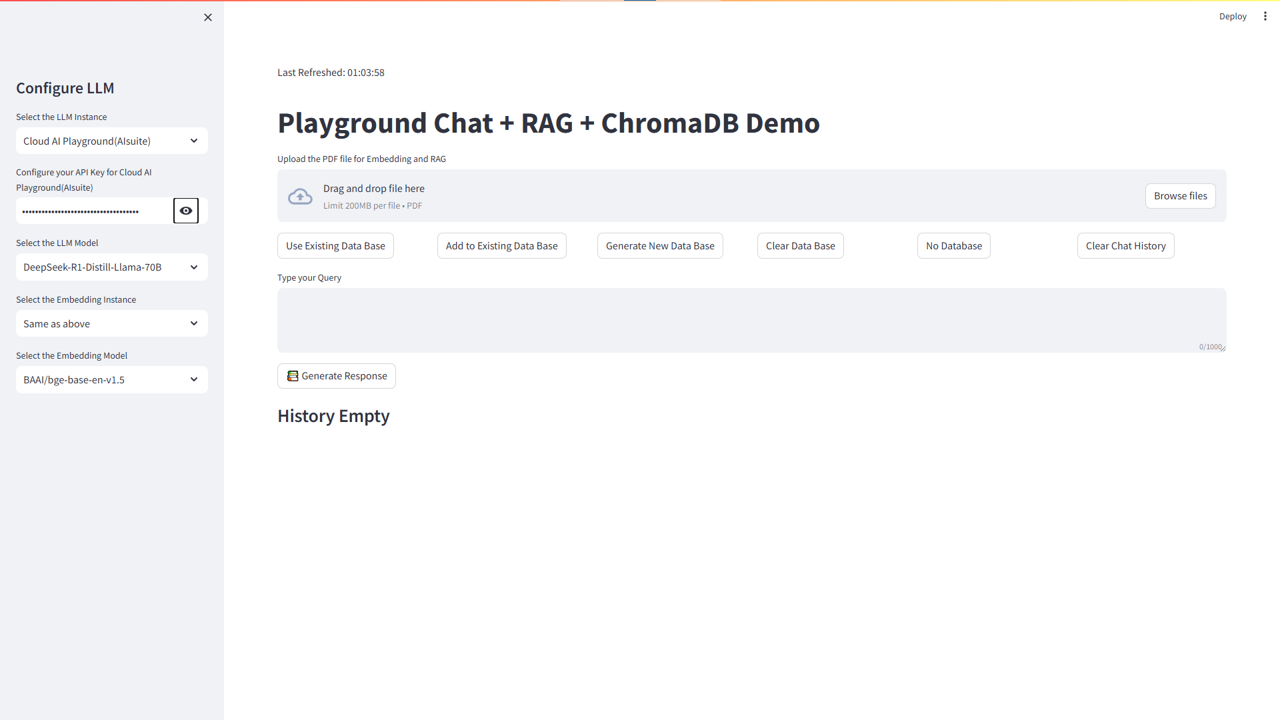 Deploy
Configure LLM
Select the LLM Instance
Cloud AI Playground(AIsuite)
Configure your API Key for Cloud AI
Playground(AIsuite)
••••••••••••••••••••••••••••••••••••
Select the LLM Model
DeepSeek-R1-Distill-Llama-70B
Select the Embedding Instance
Same as above
Select the Embedding Model
BAAI/bge-base-en-v1.5
Last Refreshed: 01:03:58
Playground Chat + RAG + ChromaDB Demo
Upload the PDF file for Embedding and RAG
Drag and drop file here
Limit 200MB per file • PDF
Browse files
Use Existing Data Base
Add to Existing Data Base
Generate New Data Base
Clear Data Base
No Database
Clear Chat History
Type your Query
0/1000
Generate Response
History Empty